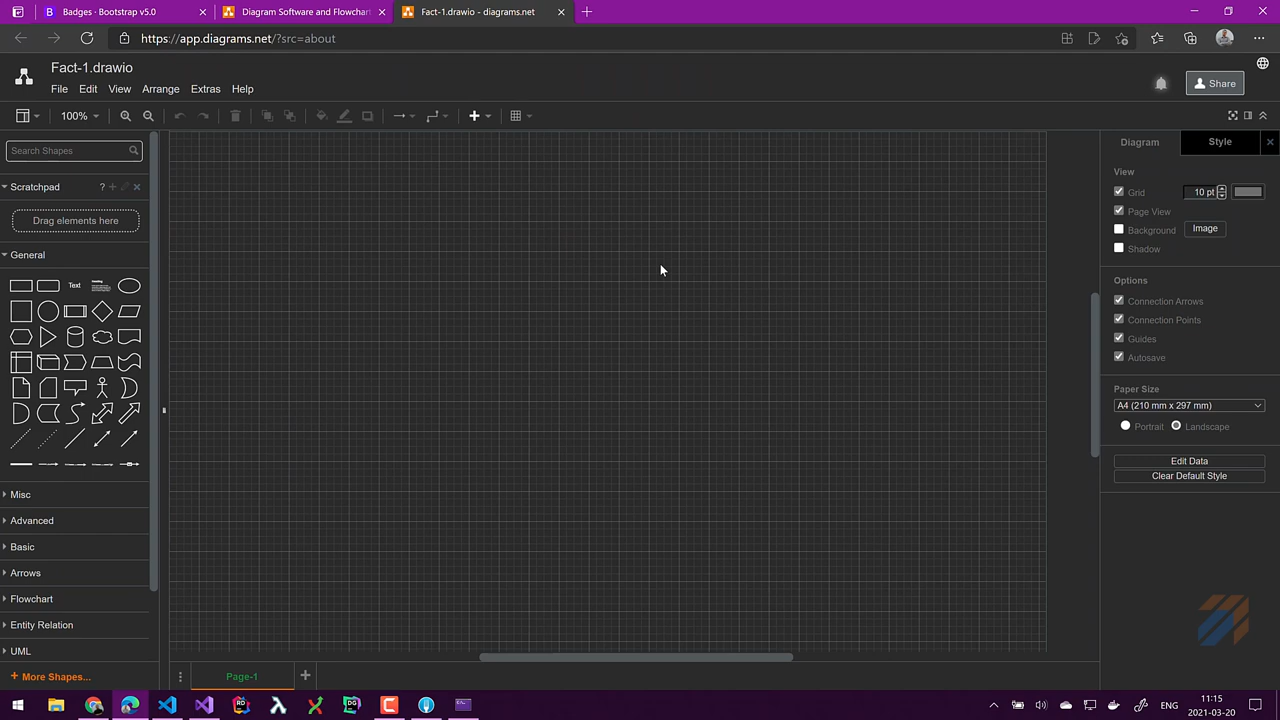 Badges · Bootstrap v5.0
Diagram Software and Flowchart
Fact-1.drawio - diagrams.net
https://app.diagrams.net/?src=about
Fact-1.drawio
File Edit View Arrange Extras Help
Share
100%
Search Shapes
Scratchpad
Drag elements here
General
Text
Heading
Misc
Advanced
Basic
Arrows
Flowchart
Entity Relation
UML
+ More Shapes...
Page-1
Diagram
Style
View
Grid
10 pt
Page View
Background
Image
Shadow
Options
Connection Arrows
Connection Points
Guides
Autosave
Paper Size
A4 (210 mm x 297 mm)
Portrait
Landscape
Edit Data
Clear Default Style
ENG
11:15
2021-03-20